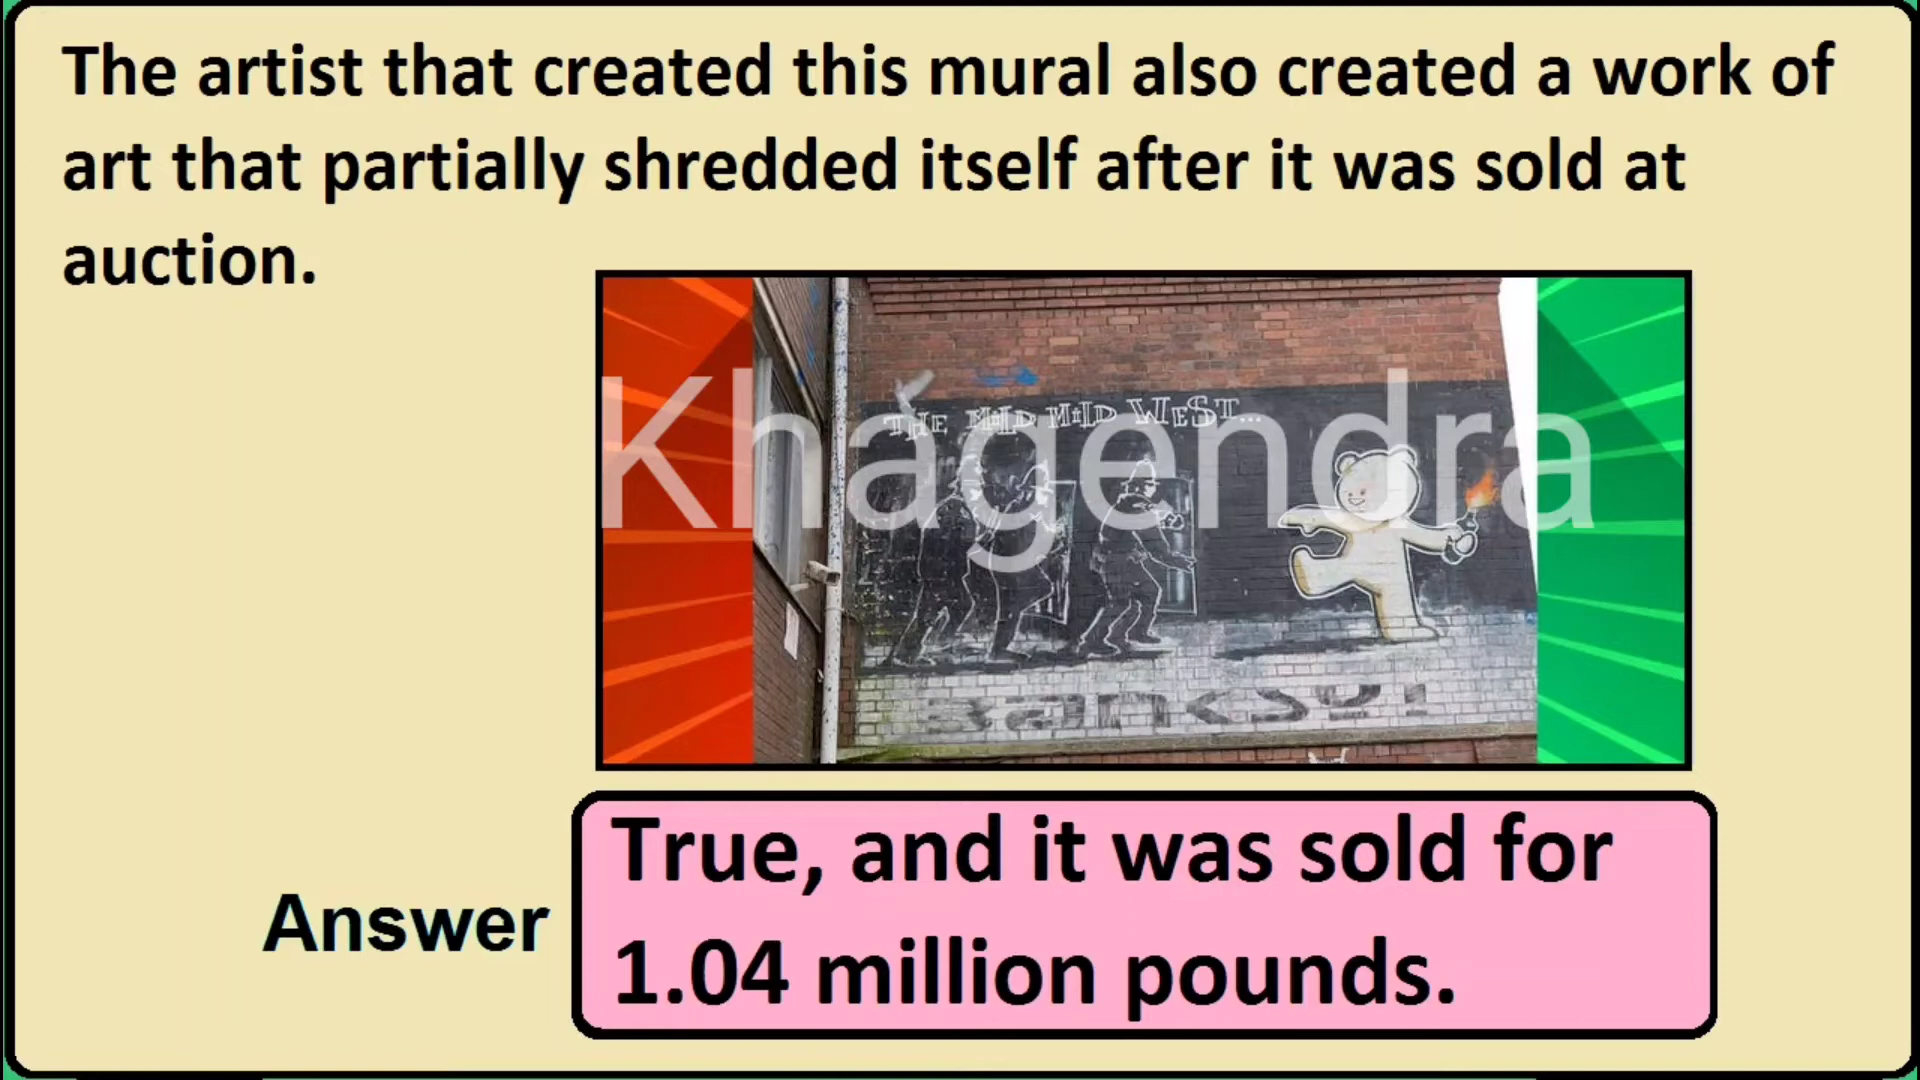 The artist that created this mural also created a work of
art that partially shredded itself after it was sold at
auction.
THE MILD MILD WEST...
Khagendra
Banksy!
Answer
True, and it was sold for
1.04 million pounds.